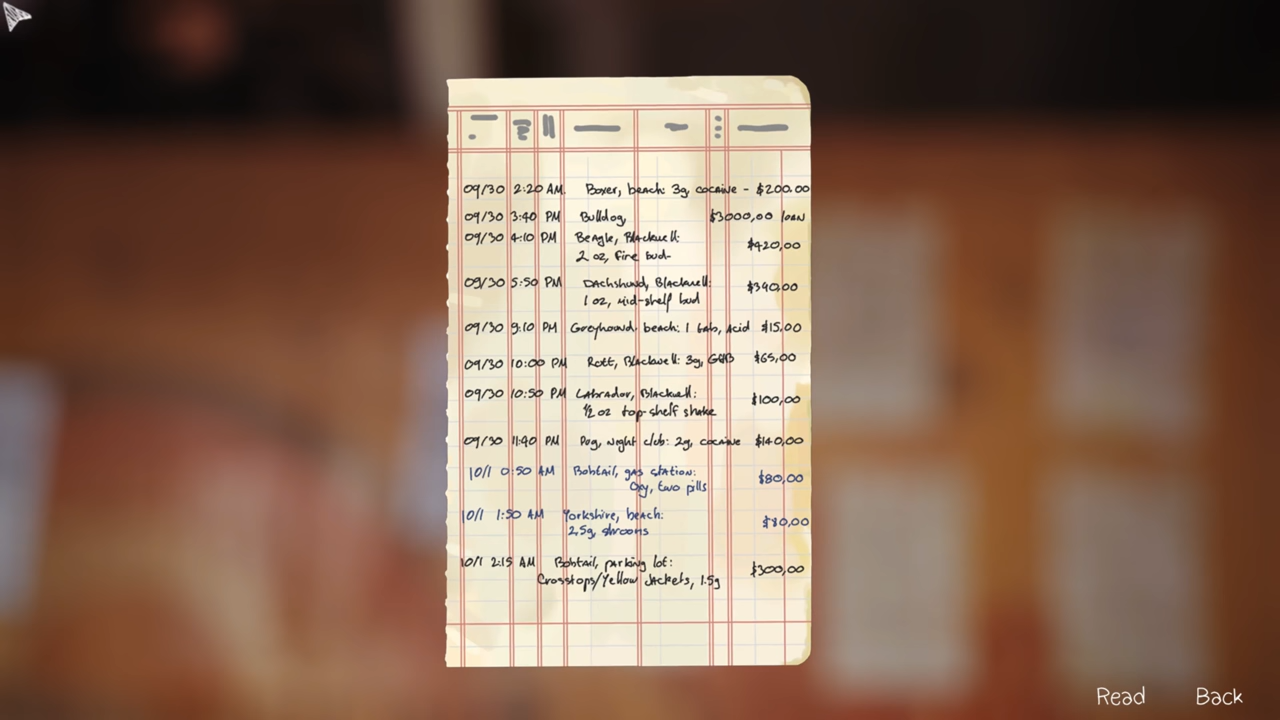 09/30 2:20 AM. Boxer, beach: 3g, cocaine - $200.00
09/30 3:40 PM Bulldog, $3000,00 loan
09/30 4:10 PM Beagle, Blackwell: $420,00
2 oz, fire bud-
09/30 5:50 PM Dachshund, Blackwell: $340.00
1 oz, mid-shelf bud
09/30 9:10 PM Greyhound, beach: 1 tab, acid $15.00
09/30 10:00 PM Rott, Blackwell: 3g, GHB $65,00
09/30 10:50 PM Labrador, Blackwell: $100,00
1/2 oz top-shelf shake
09/30 11:40 PM Pog, night club: 2g, cocaine $140,00
10/1 0:50 AM Bobtail, gas station: $80,00
Oxy, two pills
10/1 1:50 AM Yorkshire, beach:
2,5g, shrooms
10/1 2:15 AM Bobtail, parking lot: $300,00
Crosstops/Yellow Jackets, 1.5g
Read Back